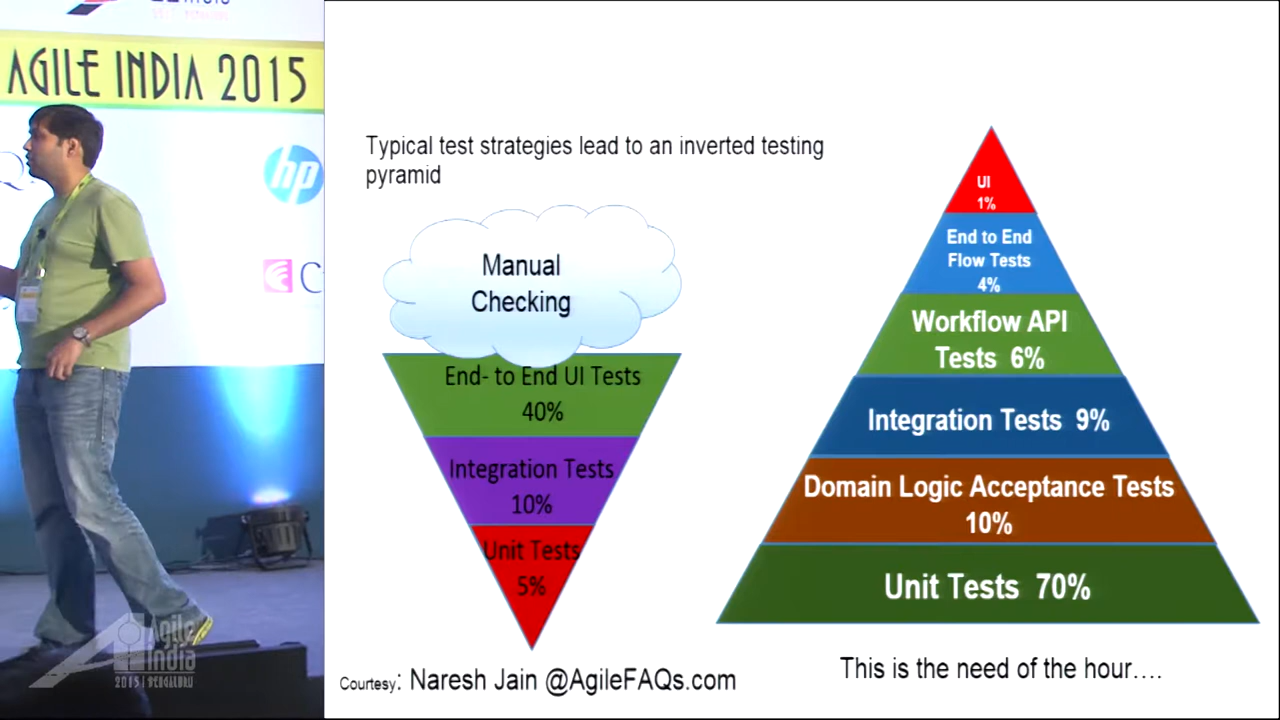 AGILE INDIA 2015
hp
Typical test strategies lead to an inverted testing
pyramid
Manual
Checking
End- to End UI Tests
40%
Integration Tests
10%
Unit Tests
5%
Courtesy: Naresh Jain @AgileFAQs.com
UI
1%
End to End
Flow Tests
4%
Workflow API
Tests 6%
Integration Tests 9%
Domain Logic Acceptance Tests
10%
Unit Tests 70%
This is the need of the hour....
Agile
India
2015 | BENGALURU